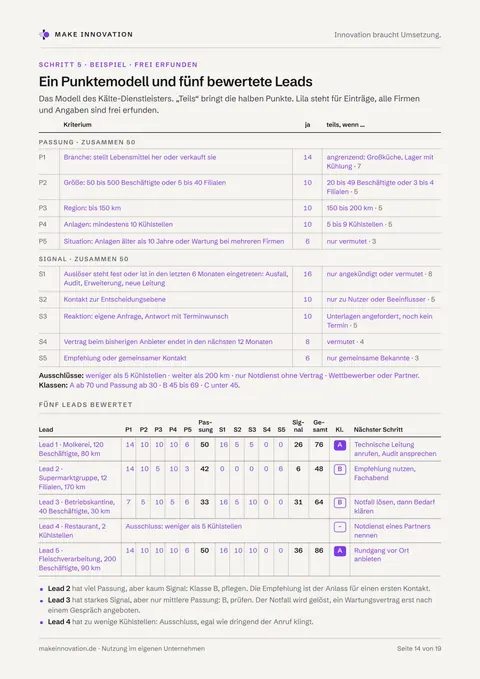 MAKE INNOVATION
Innovation braucht Umsetzung.
SCHRITT 5 · BEISPIEL · FREI ERFUNDEN
Ein Punktemodell und fünf bewertete Leads
Das Modell des Kälte-Dienstleisters. „Teils“ bringt die halben Punkte. Lila steht für Einträge, alle Firmen
und Angaben sind frei erfunden.
Kriterium ja teils, wenn …
PASSUNG · ZUSAMMEN 50
P1 Branche: stellt Lebensmittel her oder verkauft sie 14 angrenzend: Großküche, Lager mit
Kühlung · 7
P2 Größe: 50 bis 500 Beschäftigte oder 5 bis 40 Filialen 10 20 bis 49 Beschäftigte oder 3 bis 4
Filialen · 5
P3 Region: bis 150 km 10 150 bis 200 km · 5
P4 Anlagen: mindestens 10 Kühlstellen 10 5 bis 9 Kühlstellen · 5
P5 Situation: Anlagen älter als 10 Jahre oder Wartung bei mehreren Firmen 6 nur vermutet · 3
SIGNAL · ZUSAMMEN 50
S1 Auslöser steht fest oder ist in den letzten 6 Monaten eingetreten: Ausfall, 16 nur angekündigt oder vermutet · 8
Audit, Erweiterung, neue Leitung
S2 Kontakt zur Entscheidungsebene 10 nur zu Nutzer oder Beeinflusser · 5
S3 Reaktion: eigene Anfrage, Antwort mit Terminwunsch 10 Unterlagen angefordert, noch kein
Termin · 5
S4 Vertrag beim bisherigen Anbieter endet in den nächsten 12 Monaten 8 vermutet · 4
S5 Empfehlung oder gemeinsamer Kontakt 6 nur gemeinsame Bekannte · 3
Ausschlüsse: weniger als 5 Kühlstellen · weiter als 200 km · nur Notdienst ohne Vertrag · Wettbewerber oder Partner.
Klassen: A ab 70 und Passung ab 30 · B 45 bis 69 · C unter 45.
FÜNF LEADS BEWERTET
Lead P1 P2 P3 P4 P5 Pas-
sung S1 S2 S3 S4 S5 Sig-
nal Ge-
samt Kl. Nächster Schritt
Lead 1 · Molkerei, 120 14 10 10 10 6 50 16 5 5 0 0 26 76 A Technische Leitung
Beschäftigte, 80 km anrufen, Audit ansprechen
Lead 2 · 14 10 5 10 3 42 0 0 0 0 6 6 48 B Empfehlung nutzen,
Supermarktgruppe, 12 Fachabend
Filialen, 170 km
Lead 3 · Betriebskantine, 7 5 10 5 6 33 16 5 10 0 0 31 64 B Notfall lösen, dann Bedarf
40 Beschäftigte, 30 km klären
Lead 4 · Restaurant, 2 Ausschluss: weniger als 5 Kühlstellen – Notdienst eines Partners
Kühlstellen nennen
Lead 5 · 14 10 10 10 6 50 16 10 10 0 0 36 86 A Rundgang vor Ort
Fleischverarbeitung, 200 anbieten
Beschäftigte, 90 km
Lead 2 hat viel Passung, aber kaum Signal: Klasse B, pflegen. Die Empfehlung ist der Anlass für einen ersten Kontakt.
Lead 3 hat starkes Signal, aber nur mittlere Passung: B, prüfen. Der Notfall wird gelöst, ein Wartungsvertrag erst nach
einem Gespräch angeboten.
Lead 4 hat zu wenige Kühlstellen: Ausschluss, egal wie dringend der Anruf klingt.
makeinnovation.de · Nutzung im eigenen Unternehmen
Seite 14 von 19